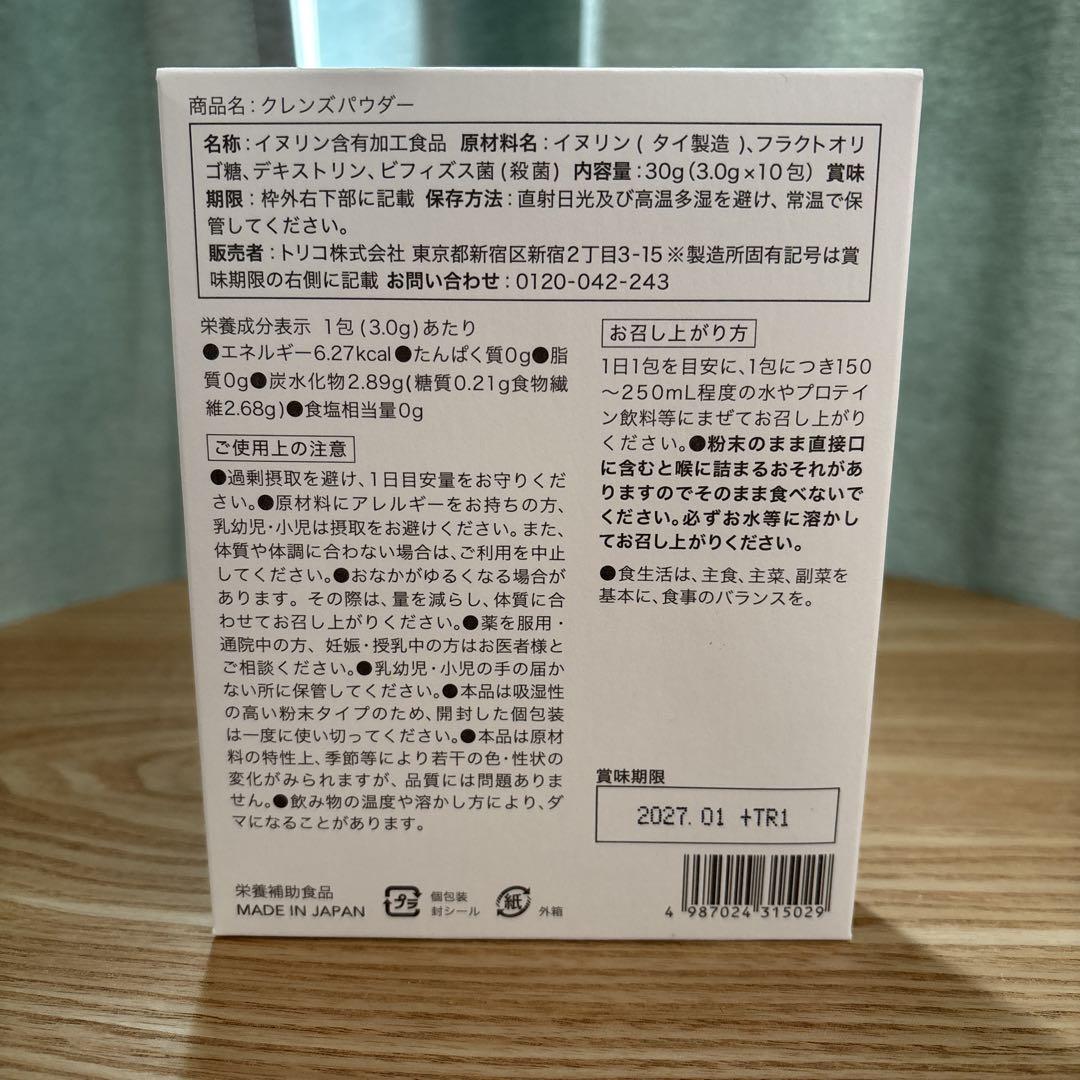 商品名:クレンズパウダー
名称:イヌリン含有加工食品 原材料名:イヌリン(タイ製造)、フラクトオリ
ゴ糖、デキストリン、ビフィズス菌(殺菌) 内容量:30g(3.0g×10包) 賞味
期限:枠外右下部に記載 保存方法:直射日光及び高温多湿を避け、常温で保
管してください。
販売者:トリコ株式会社 東京都新宿区新宿2丁目3-15 ※製造所固有記号は賞
味期限の右側に記載 お問い合わせ:0120-042-243
栄養成分表示 1包(3.0g)あたり
●エネルギー6.27kcal●たんぱく質0g●脂
質0g●炭水化物2.89g(糖質0.21g食物繊
維2.68g)●食塩相当量0g
ご使用上の注意
●過剰摂取を避け、1日目安量をお守りくだ
さい。●原材料にアレルギーをお持ちの方、
乳幼児・小児は摂取をお避けください。また、
体質や体調に合わない場合は、ご利用を中止
してください。●おなかがゆるくなる場合が
あります。その際は、量を減らし、体質に合
わせてお召し上がりください。●薬を服用・
通院中の方、妊娠・授乳中の方はお医者様と
ご相談ください。●乳幼児・小児の手の届か
ない所に保管してください。●本品は吸湿性
の高い粉末タイプのため、開封した個包装
は一度に使い切ってください。●本品は原材
料の特性上、季節等により若干の色・性状の
変化がみられますが、品質には問題ありま
せん。●飲み物の温度や溶かし方により、ダ
マになることがあります。
お召し上がり方
1日1包を目安に、1包につき150
~250mL程度の水やプロテイン
飲料等にまぜてお召し上がり
ください。●粉末のまま直接口
に含むと喉に詰まるおそれがあ
りますのでそのまま食べないで
ください。必ずお水等に溶かし
てお召し上がりください。
●食生活は、主食、主菜、副菜を
基本に、食事のバランスを。
賞味期限
2027.01 +TR1
栄養補助食品
MADE IN JAPAN
プラ
個包装
封シール
紙
外箱
4 987024 315029